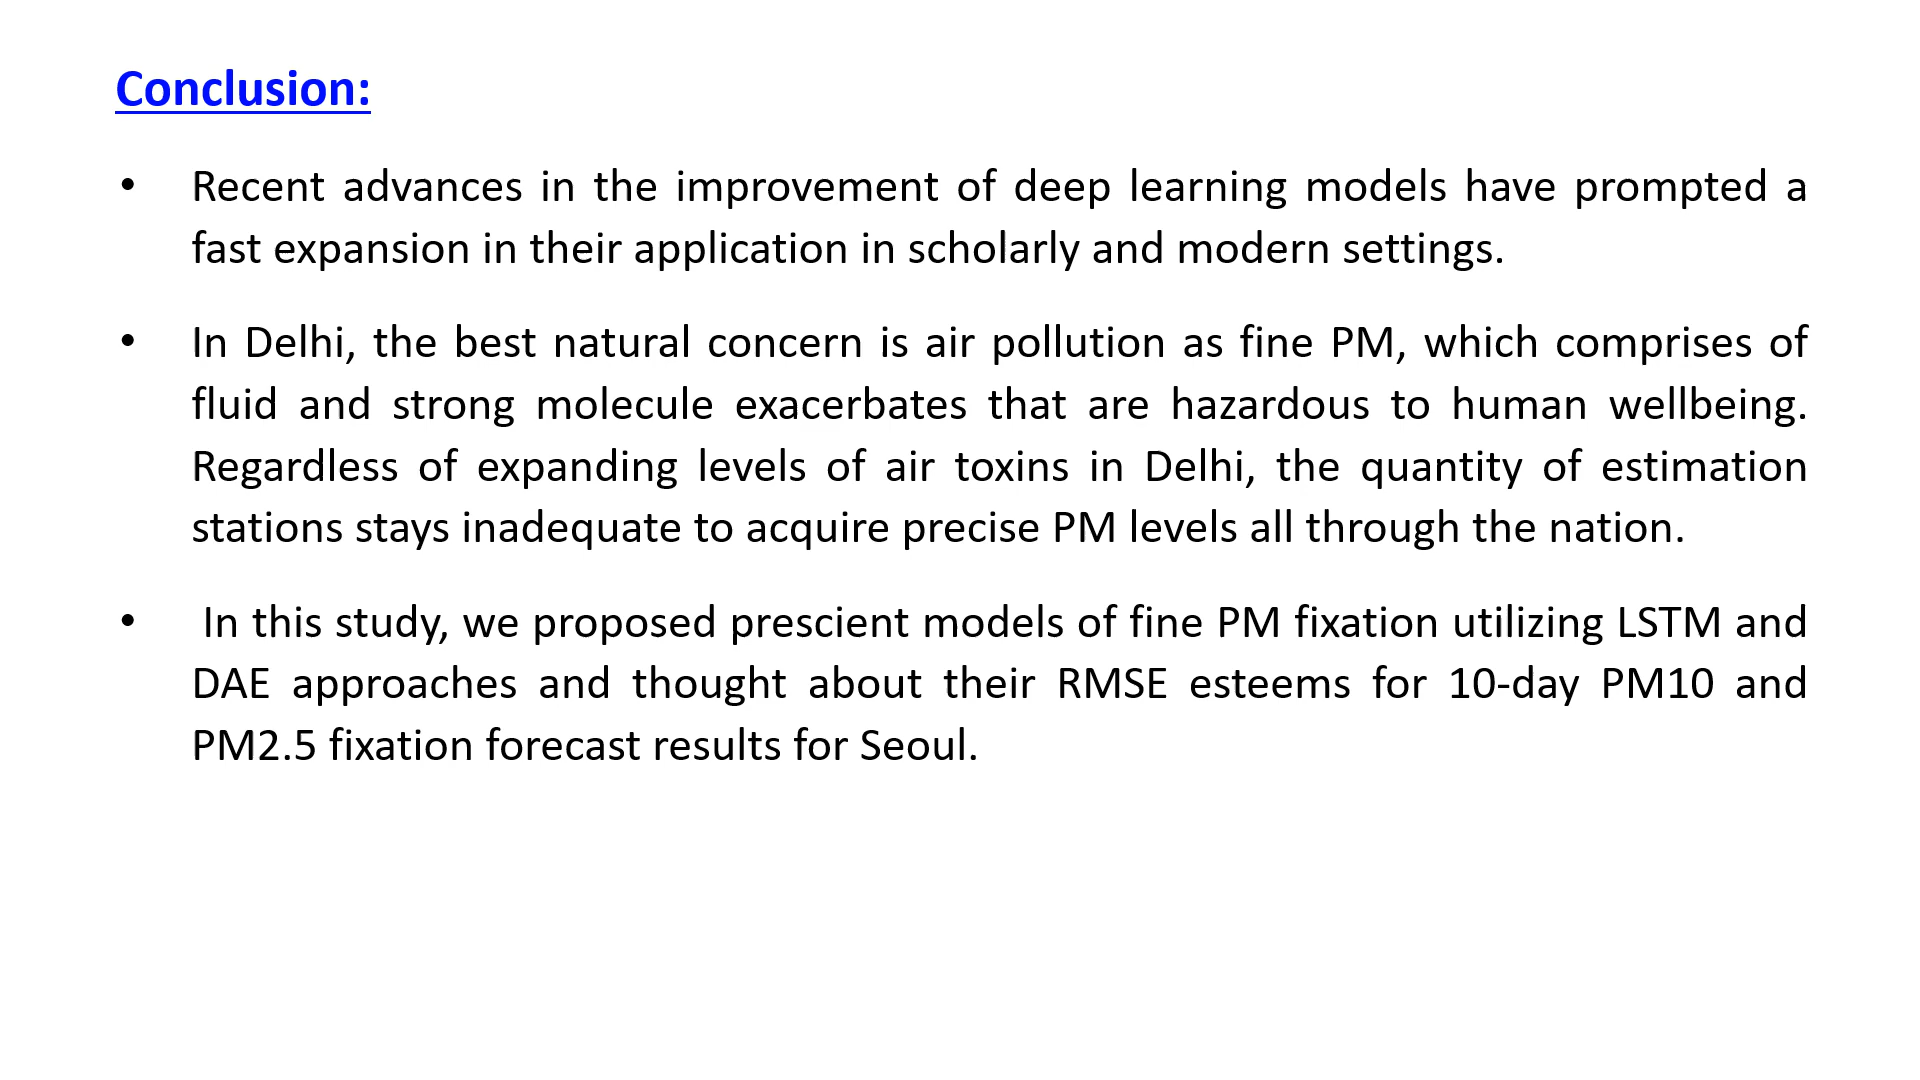 Conclusion:
• Recent advances in the improvement of deep learning models have prompted a
fast expansion in their application in scholarly and modern settings.
• In Delhi, the best natural concern is air pollution as fine PM, which comprises of
fluid and strong molecule exacerbates that are hazardous to human wellbeing.
Regardless of expanding levels of air toxins in Delhi, the quantity of estimation
stations stays inadequate to acquire precise PM levels all through the nation.
• In this study, we proposed prescient models of fine PM fixation utilizing LSTM and
DAE approaches and thought about their RMSE esteems for 10-day PM10 and
PM2.5 fixation forecast results for Seoul.